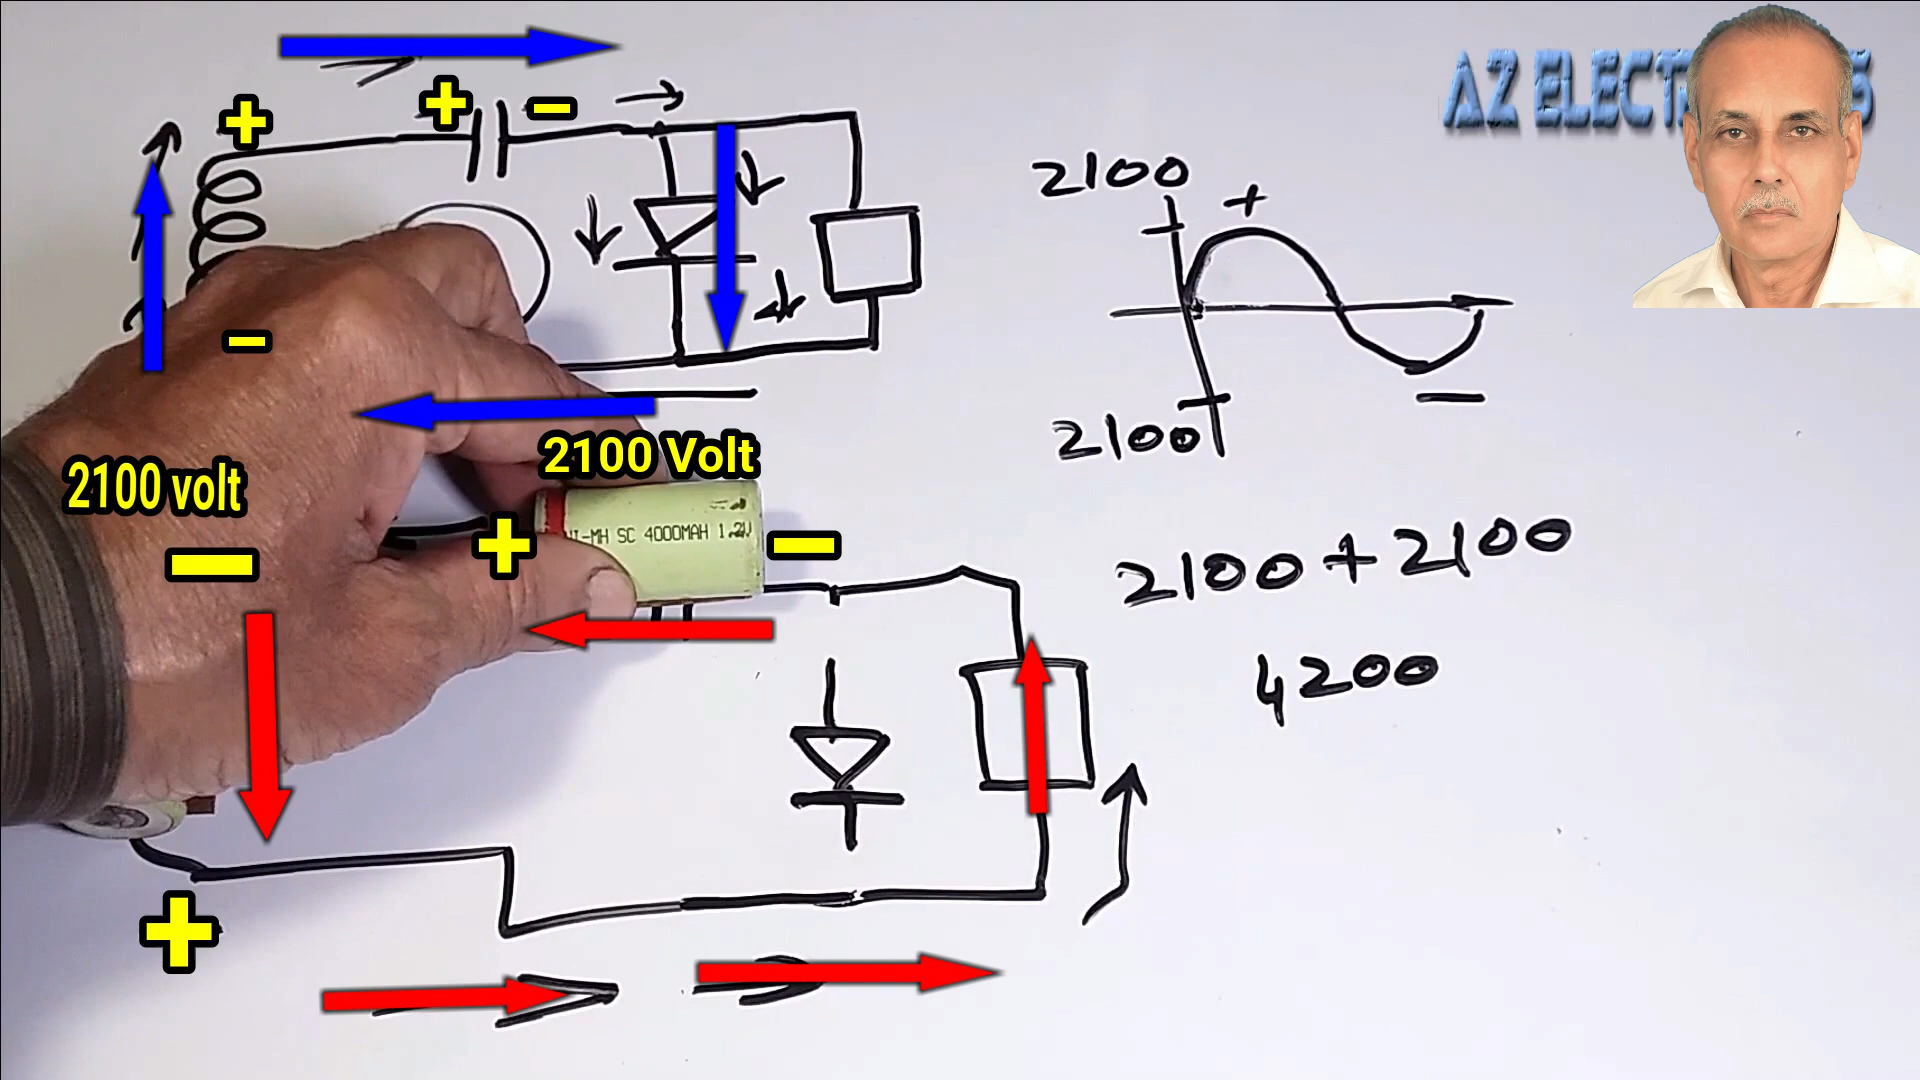 +
+ −
+
−
2100
+
−
2100
2100 volt
−
2100 Volt
+ −
NI-MH SC 4000MAH 1.2V
2100 + 2100
4200
+
AZ ELECT